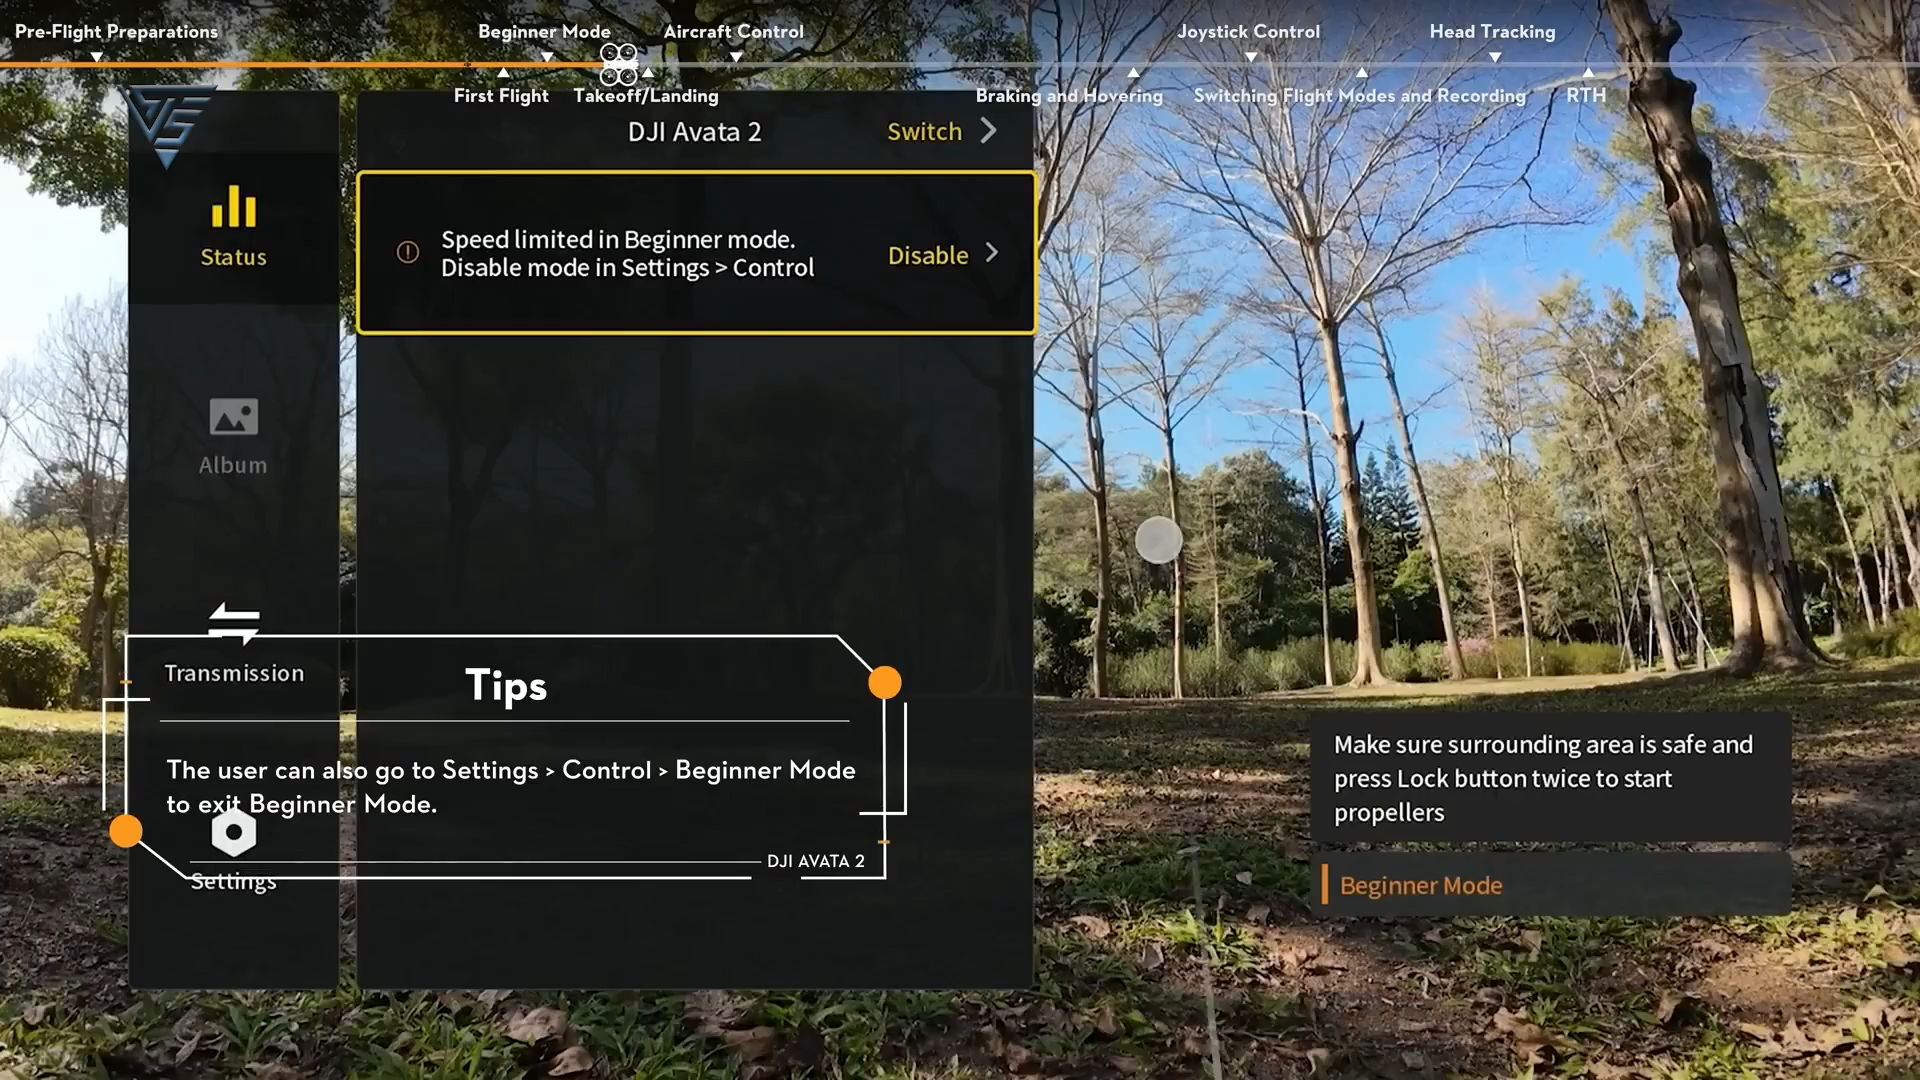 Pre-Flight Preparations
Beginner Mode
Aircraft Control
Joystick Control
Head Tracking
First Flight
Takeoff/Landing
Braking and Hovering
Switching Flight Modes and Recording
RTH
DJI Avata 2
Switch
Status
Speed limited in Beginner mode.
Disable mode in Settings > Control
Disable
Album
Transmission
Tips
The user can also go to Settings > Control > Beginner Mode
to exit Beginner Mode.
DJI AVATA 2
Settings
Make sure surrounding area is safe and
press Lock button twice to start
propellers
Beginner Mode